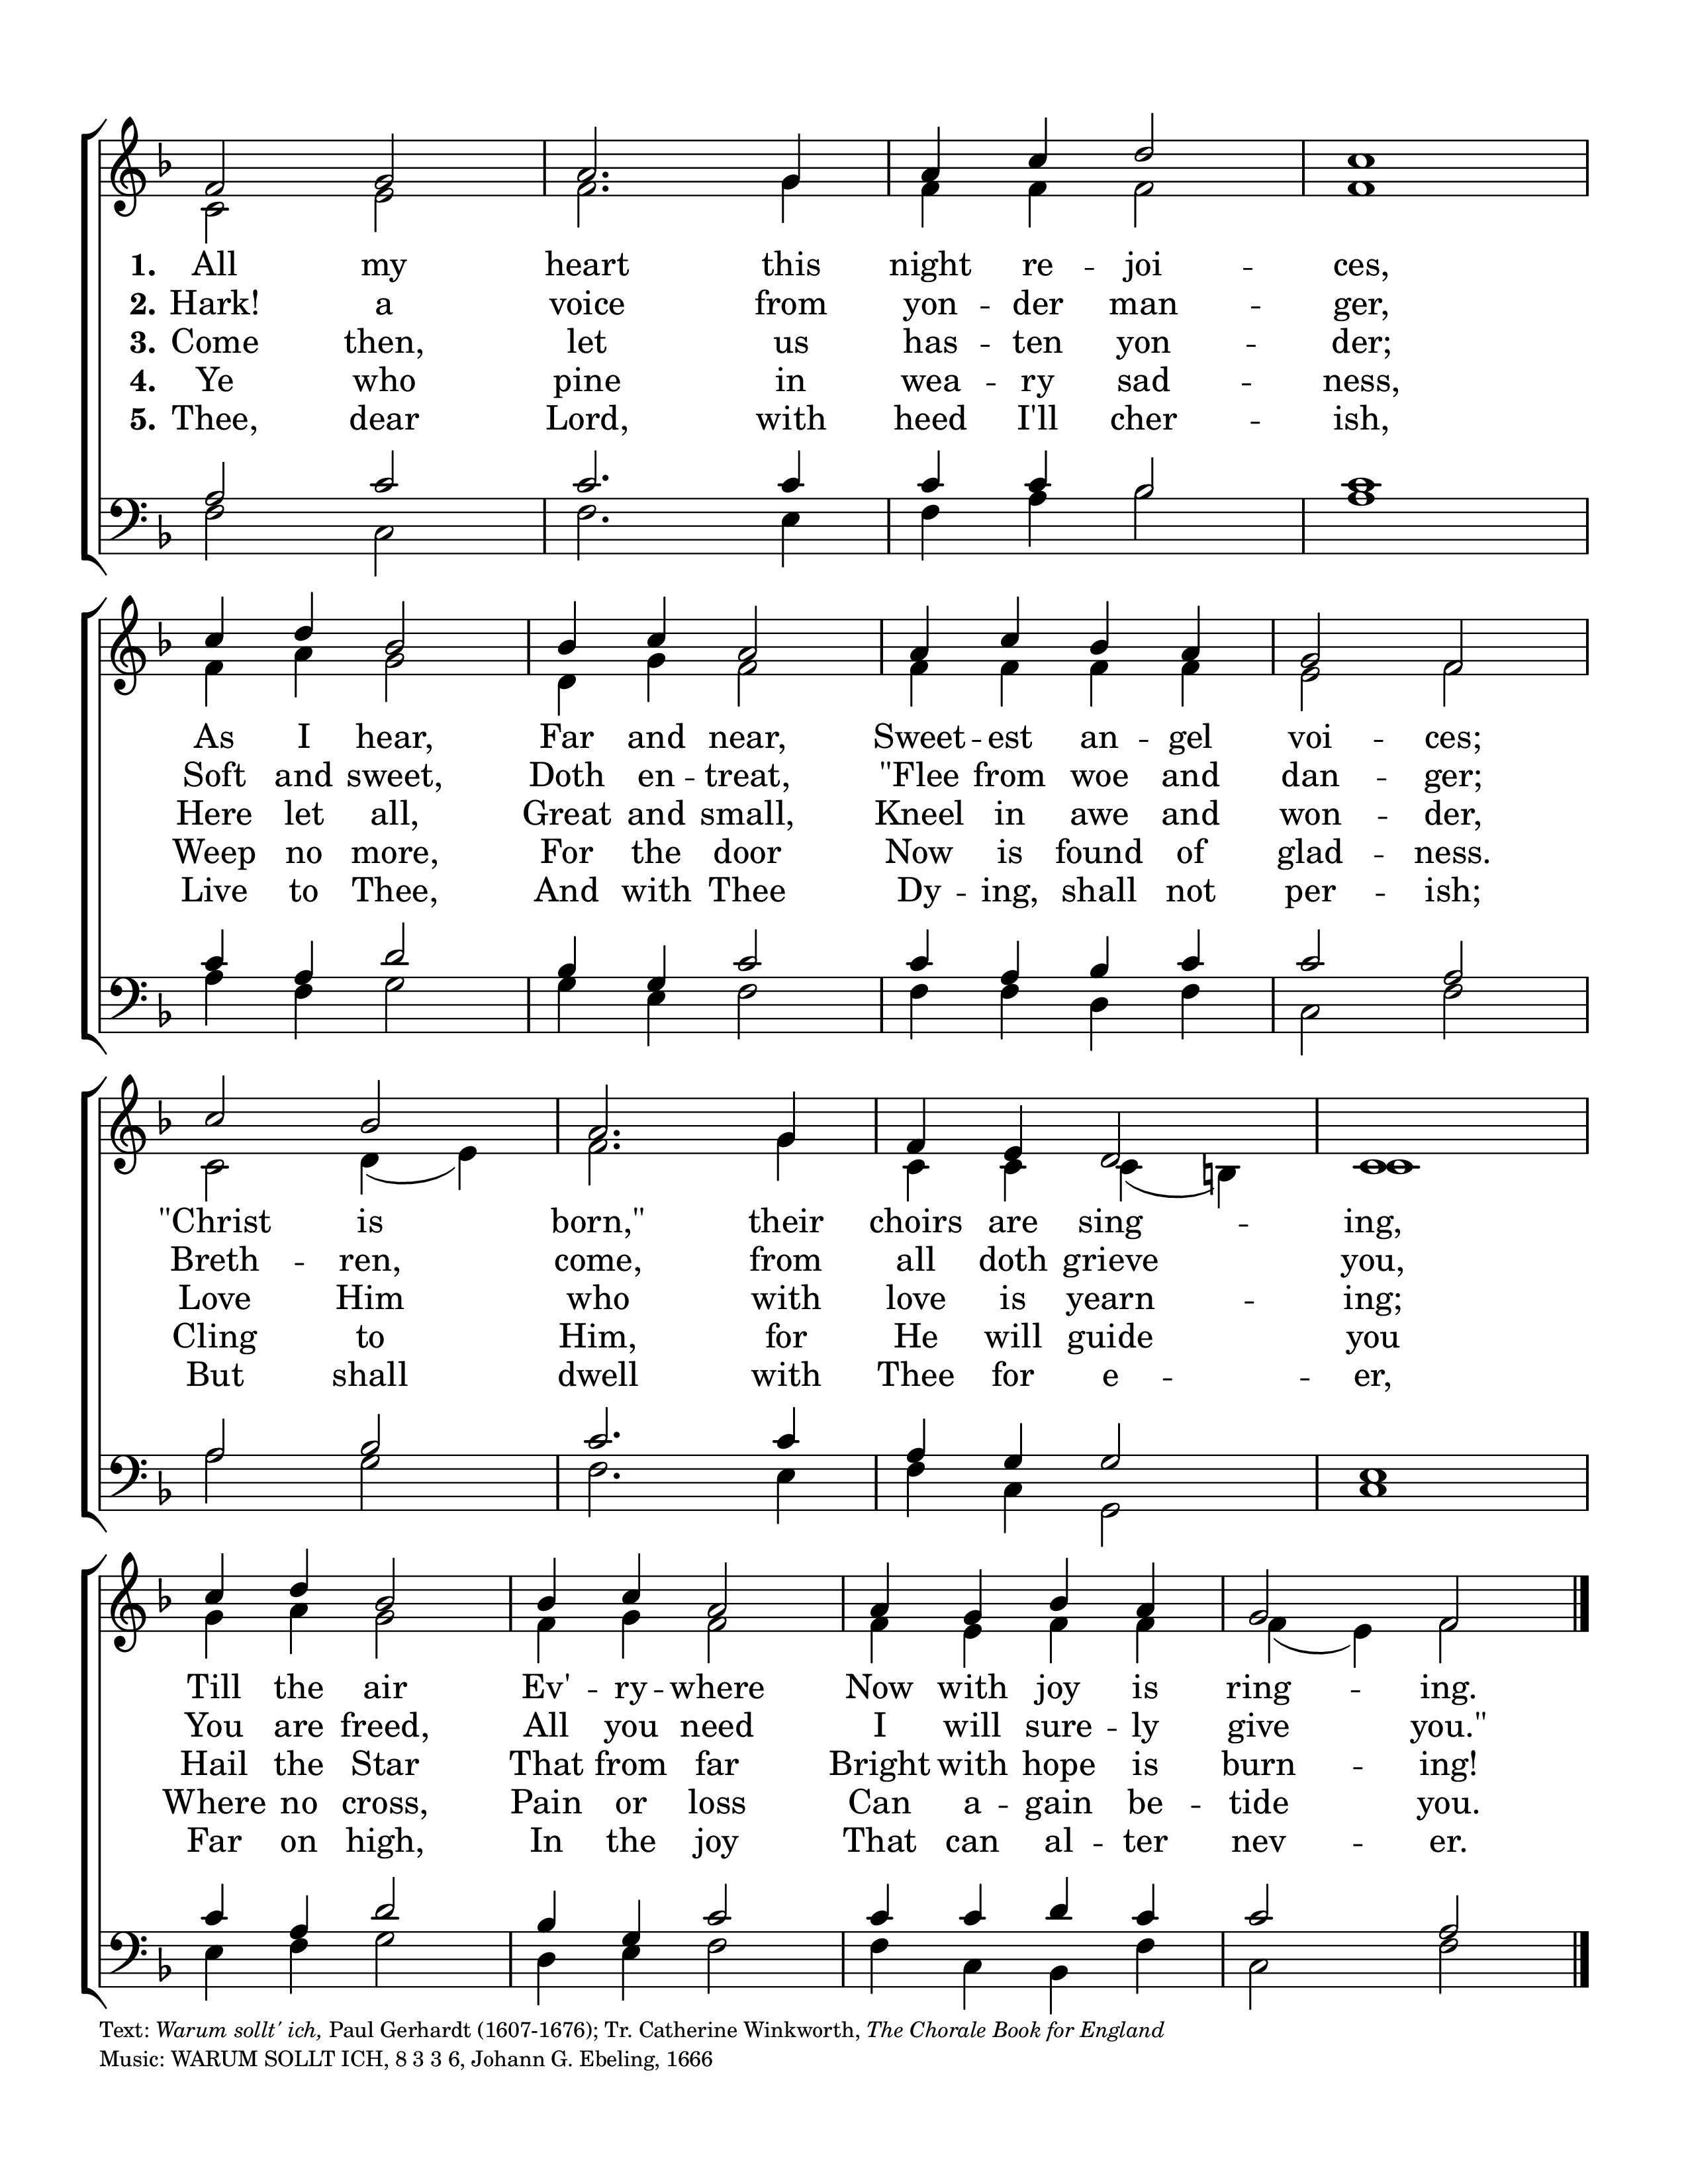 1. All my heart this night re -- joi -- ces,
2. Hark! a voice from yon -- der man -- ger,
3. Come then, let us has -- ten yon -- der;
4. Ye who pine in wea -- ry sad -- ness,
5. Thee, dear Lord, with heed I'll cher -- ish,
As I hear, Far and near, Sweet -- est an -- gel voi -- ces;
Soft and sweet, Doth en -- treat, "Flee from woe and dan -- ger;
Here let all, Great and small, Kneel in awe and won -- der,
Weep no more, For the door Now is found of glad -- ness.
Live to Thee, And with Thee Dy -- ing, shall not per -- ish;
"Christ is born," their choirs are sing -- ing,
Breth -- ren, come, from all doth grieve you,
Love Him who with love is yearn -- ing;
Cling to Him, for He will guide you
But shall dwell with Thee for e -- er,
Till the air Ev' -- ry -- where Now with joy is ring -- ing.
You are freed, All you need I will sure -- ly give you."
Hail the Star That from far Bright with hope is burn -- ing!
Where no cross, Pain or loss Can a -- gain be -- tide you.
Far on high, In the joy That can al -- ter nev -- er.
Text: Warum sollt' ich, Paul Gerhardt (1607-1676); Tr. Catherine Winkworth, The Chorale Book for England
Music: WARUM SOLLT ICH, 8 3 3 6, Johann G. Ebeling, 1666